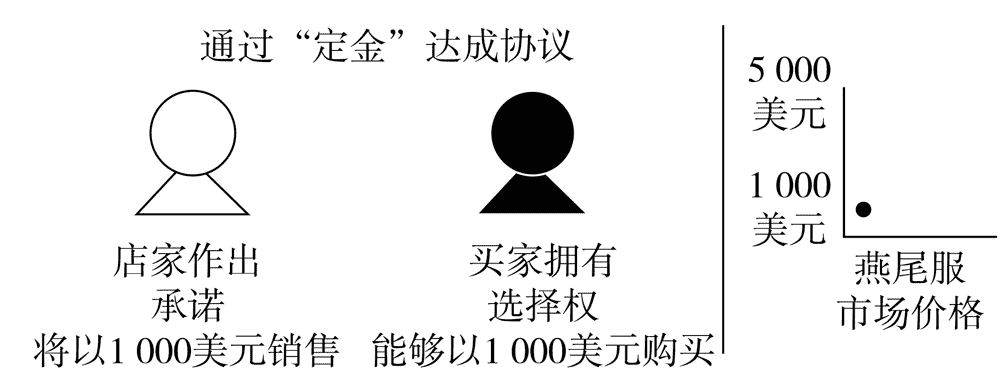 通过“定金”达成协议
店家作出
承诺
将以1 000美元销售
买家拥有
选择权
能够以1 000美元购买
5 000
美元
1 000
美元
燕尾服
市场价格